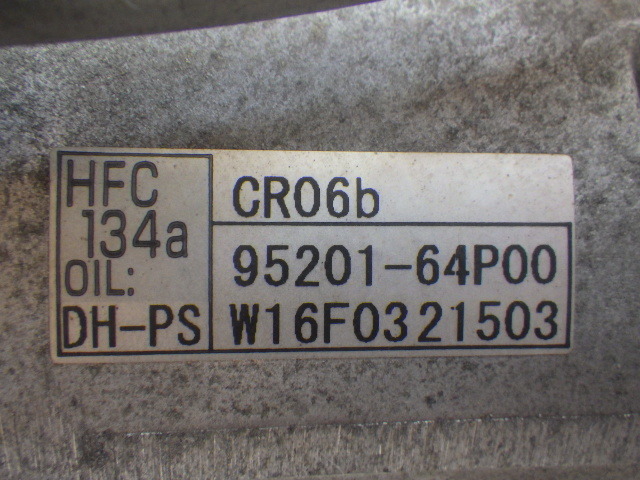 HFC
134a
OIL:
DH-PS
CR06b
95201-64P00
W16F0321503